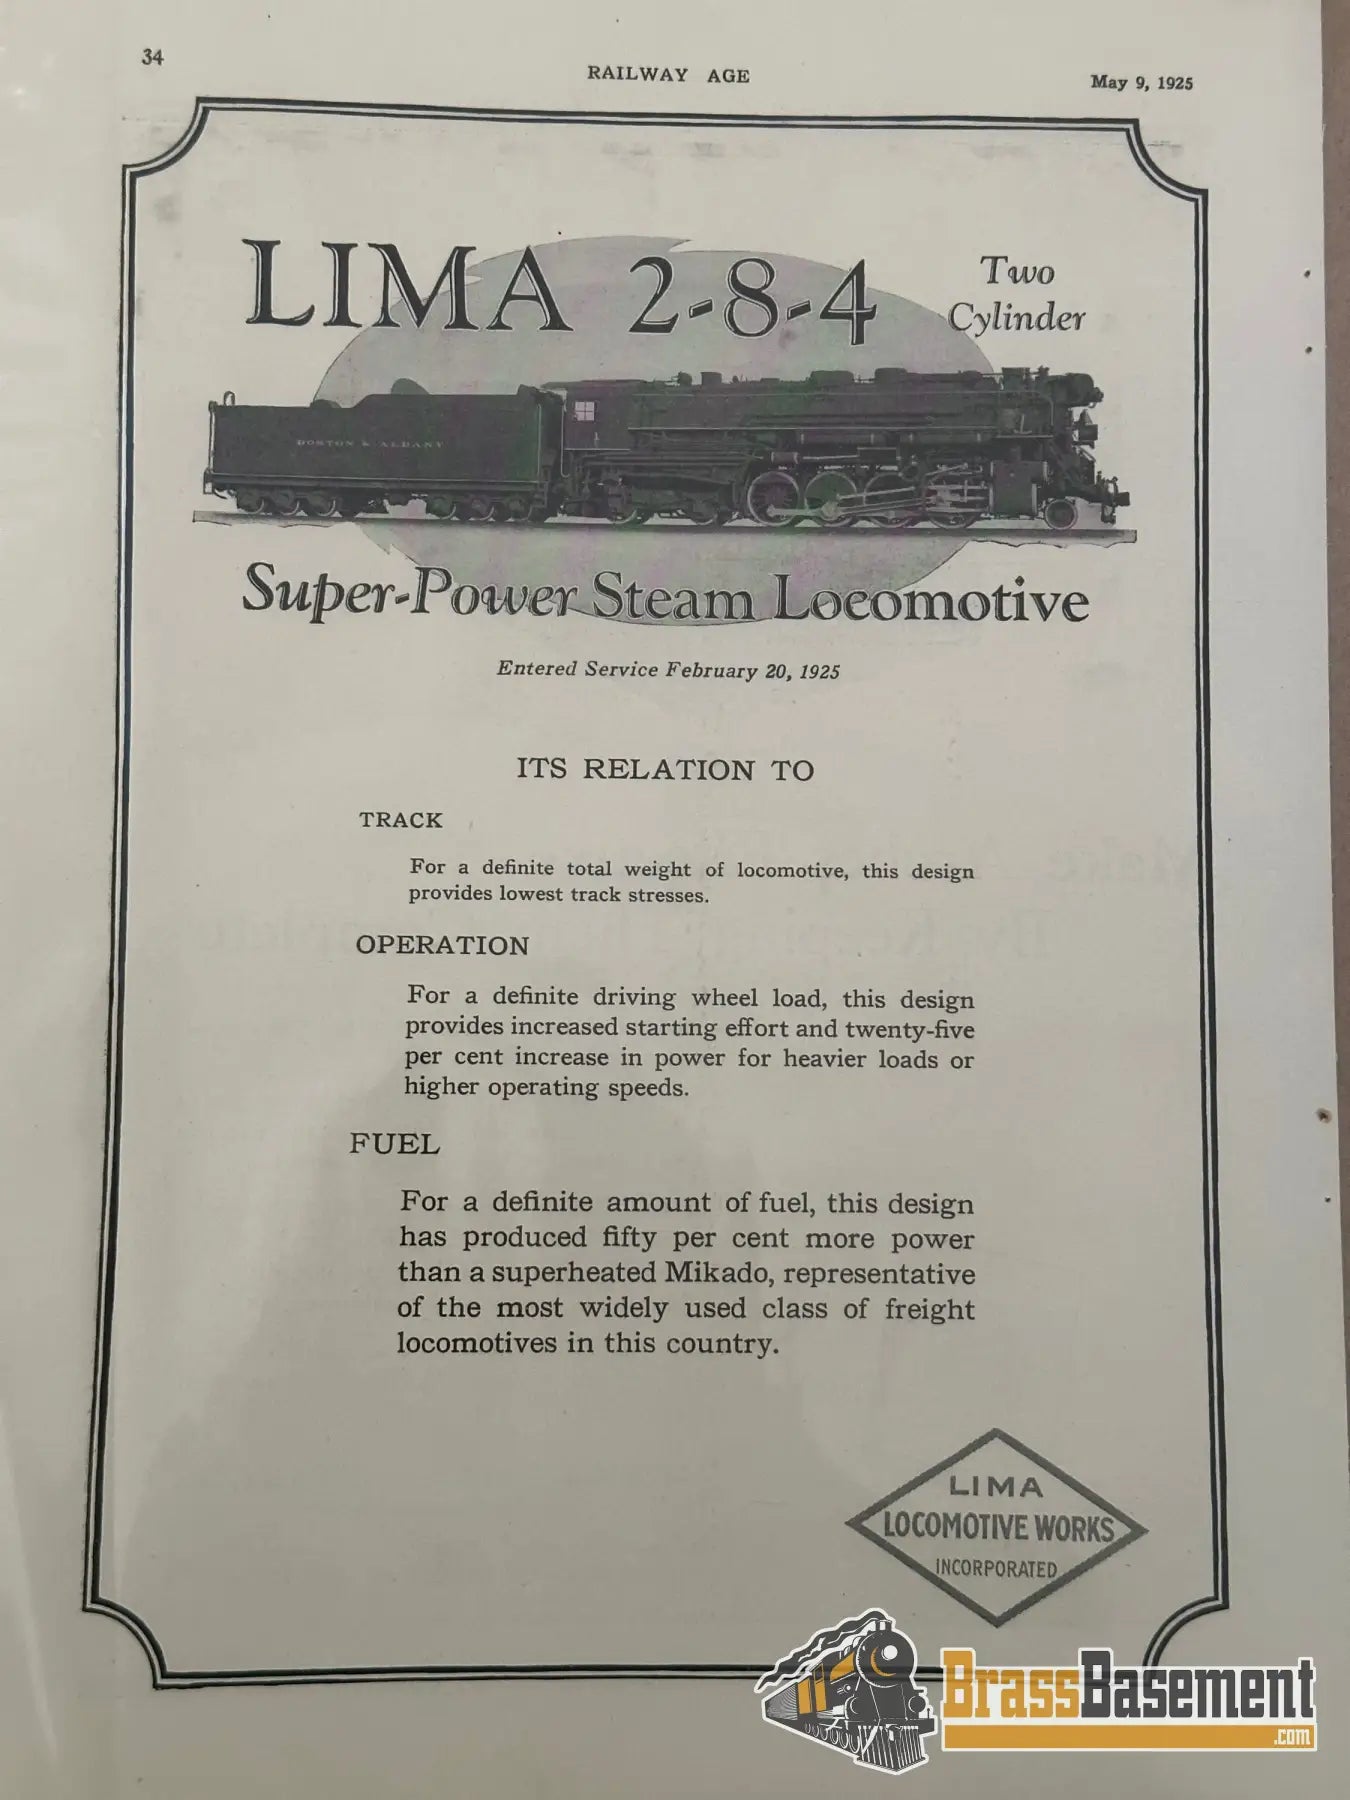 34
RAILWAY AGE
May 9, 1925
LIMA 2-8-4
Two
Cylinder
BOSTON & ALBANY
Super-Power Steam Locomotive
Entered Service February 20, 1925
ITS RELATION TO
TRACK
For a definite total weight of locomotive, this design
provides lowest track stresses.
OPERATION
For a definite driving wheel load, this design
provides increased starting effort and twenty-five
per cent increase in power for heavier loads or
higher operating speeds.
FUEL
For a definite amount of fuel, this design
has produced fifty per cent more power
than a superheated Mikado, representative
of the most widely used class of freight
locomotives in this country.
LIMA
LOCOMOTIVE WORKS
INCORPORATED
BrassBasement
.com